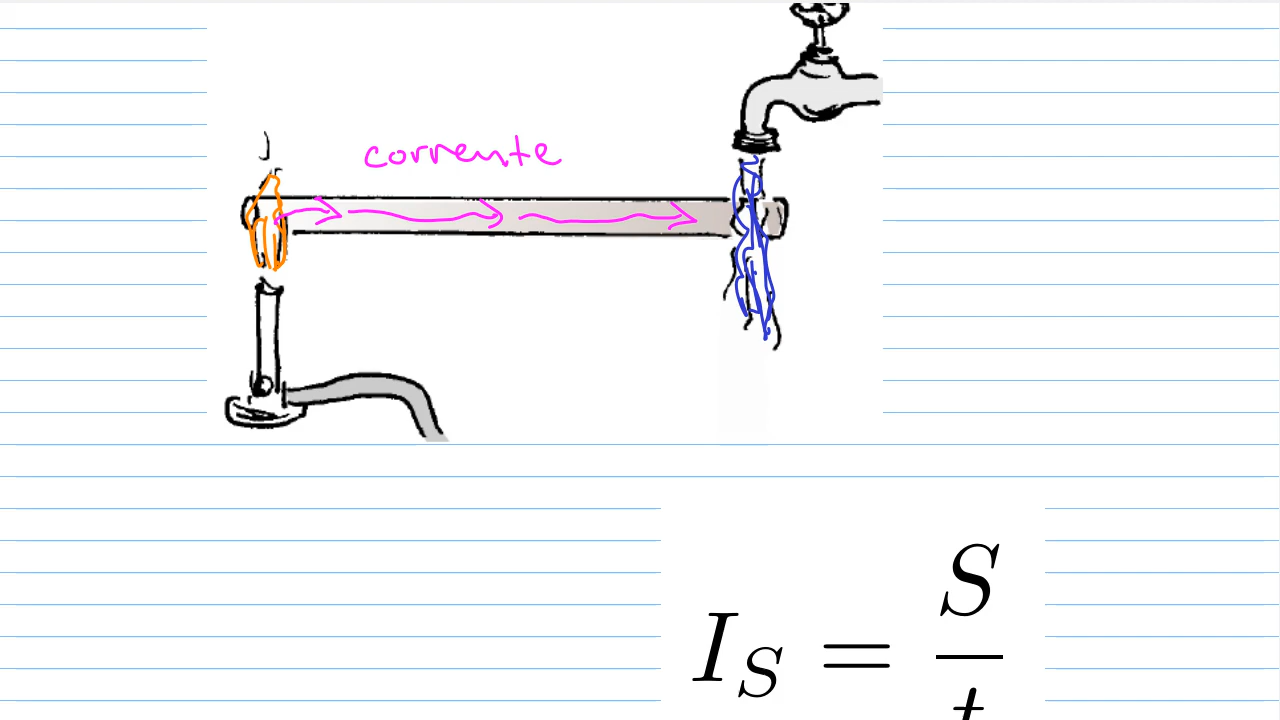 corrente
I_S = S/t